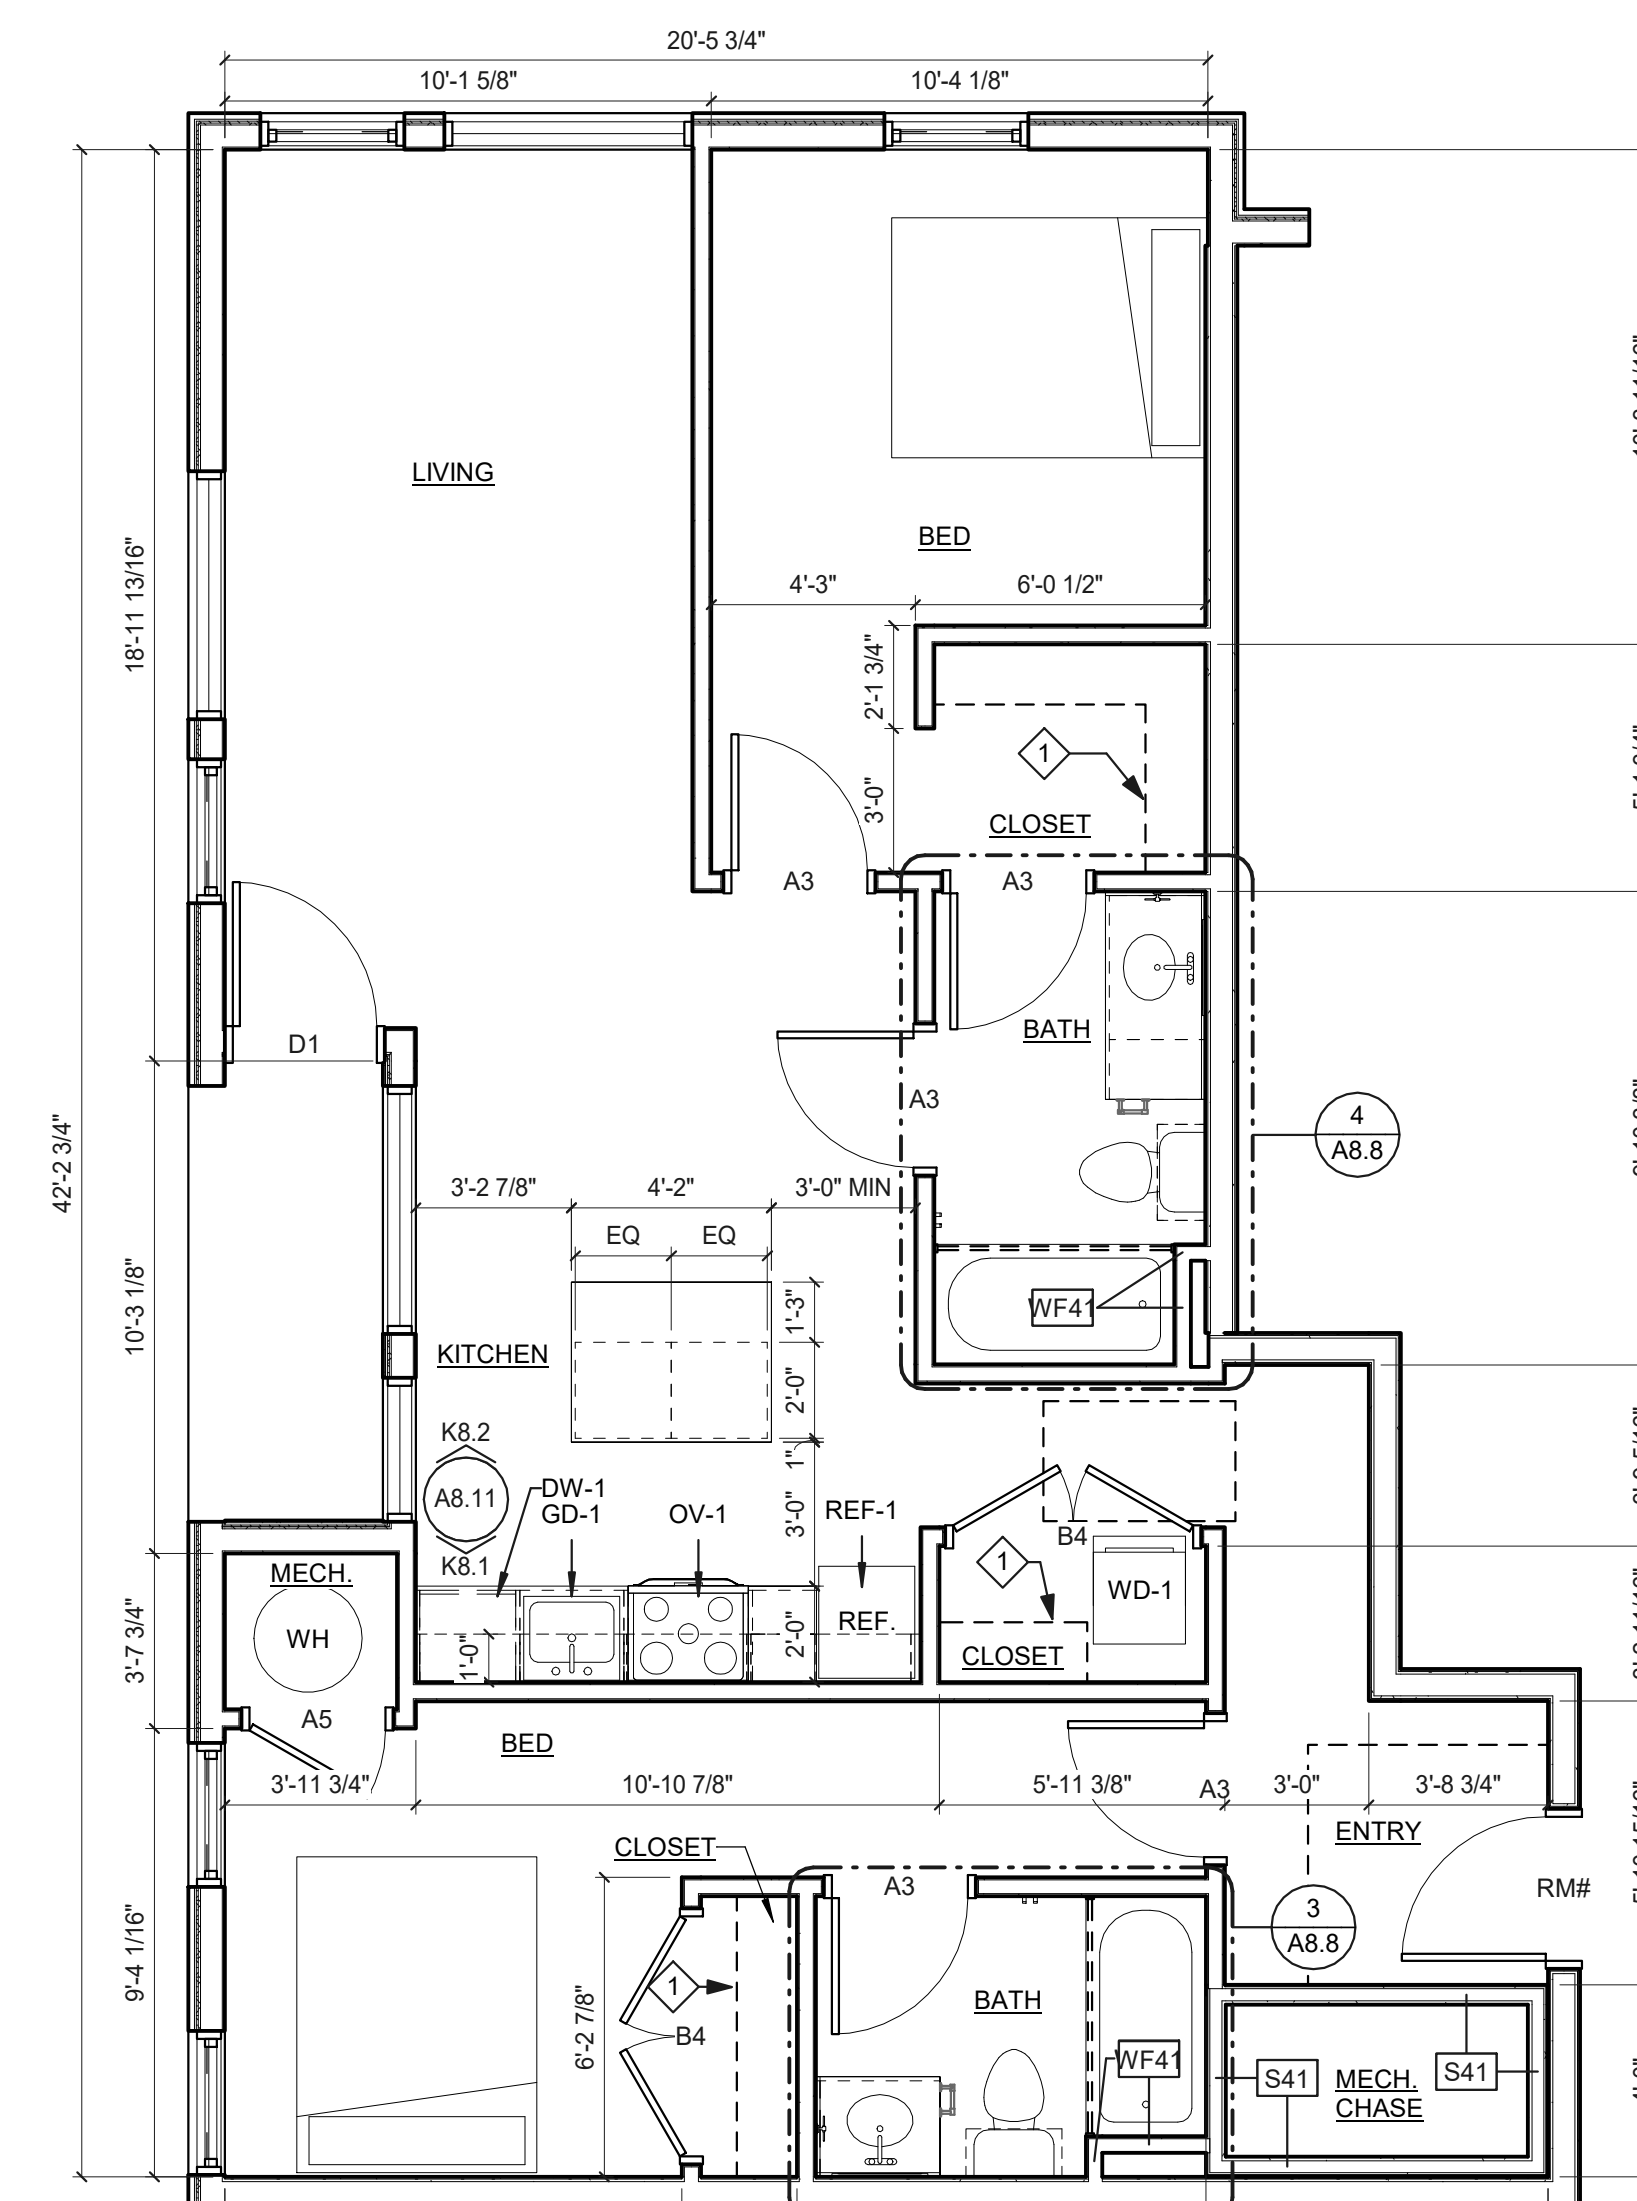 20'-5 3/4"
10'-1 5/8"
10'-4 1/8"
LIVING
BED
4'-3"
6'-0 1/2"
18'-11 13/16"
2'-1 3/4"
1
3'-0"
CLOSET
A3
A3
BATH
D1
A3
4
A8.8
42'-2 3/4"
3'-2 7/8"
4'-2"
3'-0" MIN
EQ
EQ
10'-3 1/8"
1'-3"
WF41
KITCHEN
2'-0"
K8.2
A8.11
K8.1
1"
DW-1
GD-1
OV-1
3'-0"
REF-1
B4
1
MECH.
WD-1
WH
REF.
1'-0"
2'-0"
CLOSET
3'-7 3/4"
A5
BED
3'-11 3/4"
10'-10 7/8"
5'-11 3/8"
A3
3'-0"
3'-8 3/4"
ENTRY
CLOSET
A3
RM#
3
A8.8
9'-4 1/16"
1
BATH
6'-2 7/8"
B4
WF41
S41
MECH.
CHASE
S41